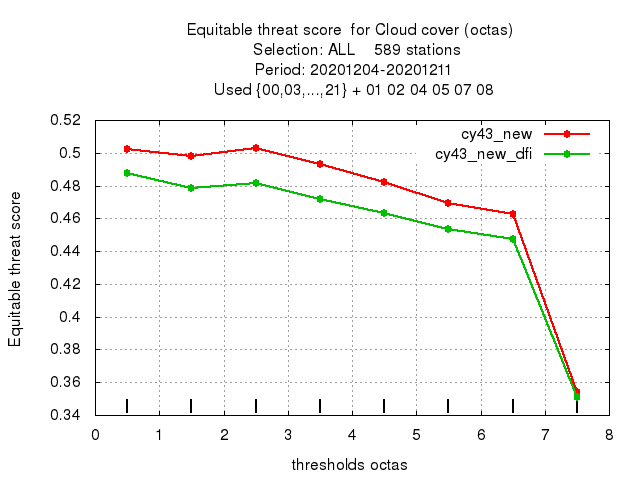 Equitable threat score  for Cloud cover (octas)
Selection: ALL    589 stations
Period: 20201204-20201211
Used {00,03,...,21} + 01 02 04 05 07 08
cy43_new
cy43_new_dfi
Equitable threat score
0.52
0.5
0.48
0.46
0.44
0.42
0.4
0.38
0.36
0.34
0 1 2 3 4 5 6 7 8
thresholds octas